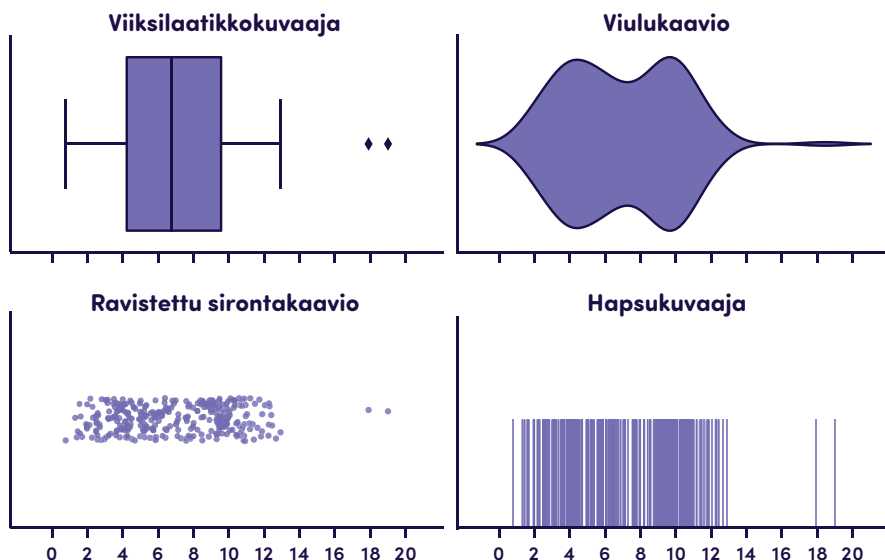 Viiksilaatikkokuvaaja
Viulukaavio
Ravistettu sirontakaavio
Hapsukuvaaja
0 2 4 6 8 10 12 14 16 18 20
0 2 4 6 8 10 12 14 16 18 20